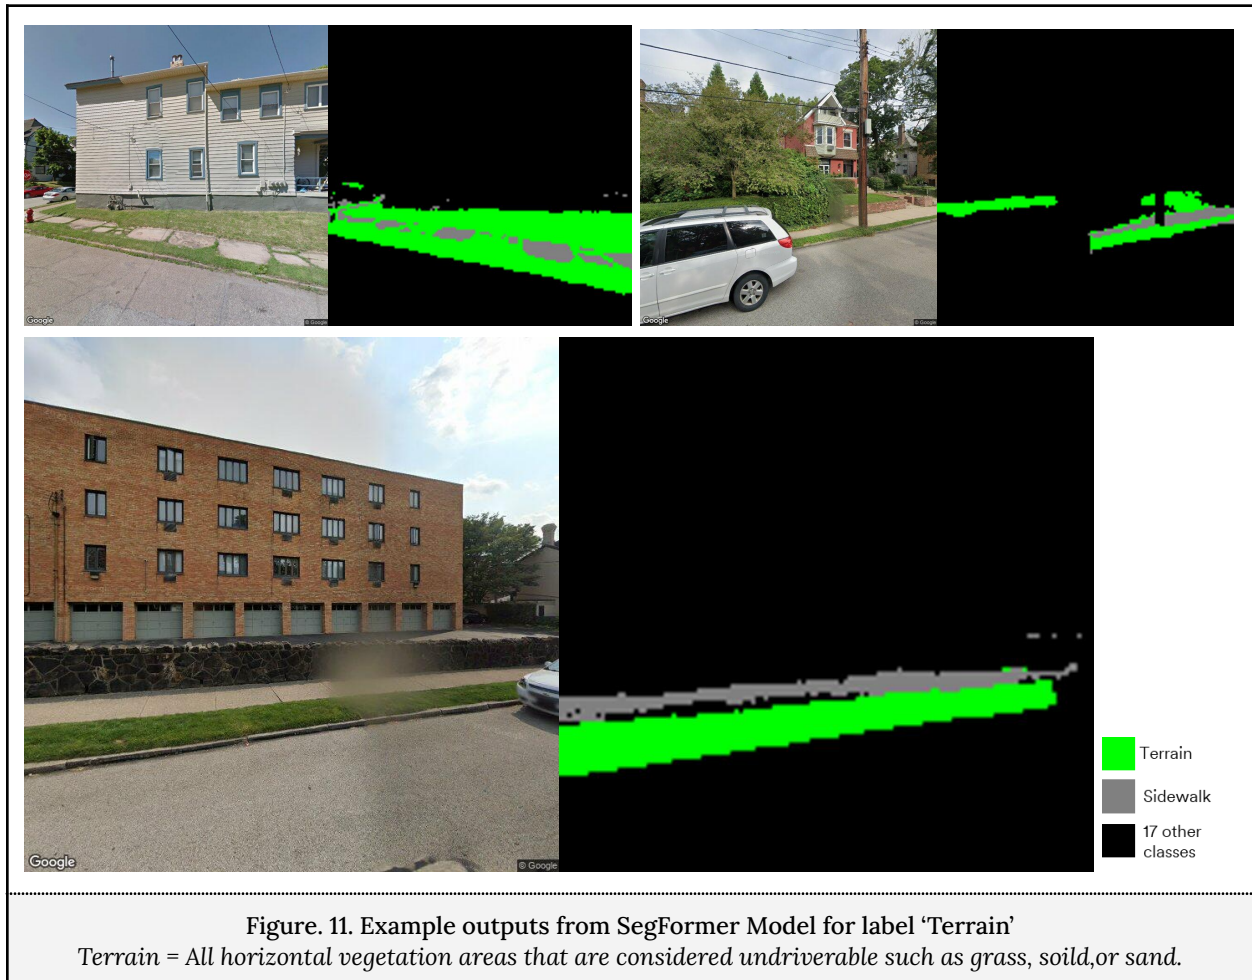 Google
© Google
Google
© Google
Google
© Google
Terrain
Sidewalk
17 other
classes
Figure. 11. Example outputs from SegFormer Model for label ‘Terrain’
Terrain = All horizontal vegetation areas that are considered undriverable such as grass, soild,or sand.